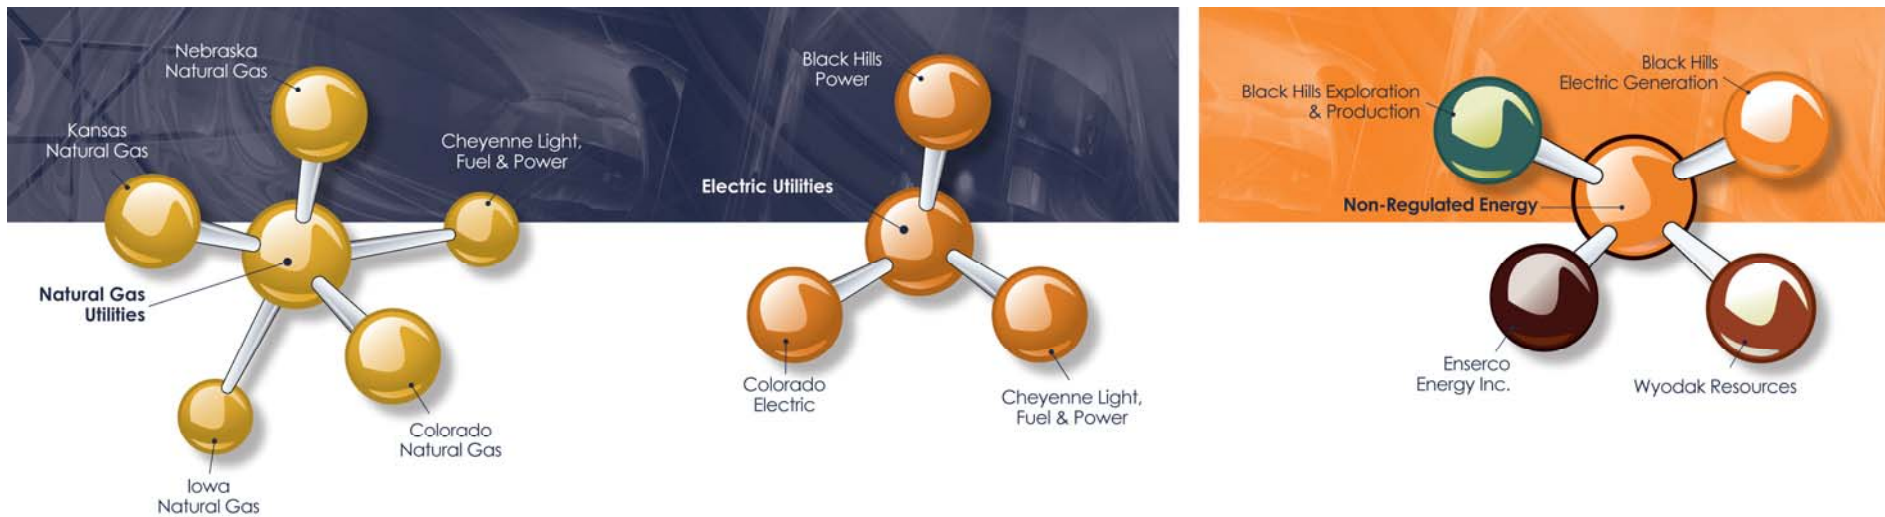 Nebraska
Natural Gas
Kansas
Natural Gas
Cheyenne Light,
Fuel & Power
Natural Gas
Utilities
Colorado
Natural Gas
Iowa
Natural Gas
Black Hills
Power
Electric Utilities
Colorado
Electric
Cheyenne Light,
Fuel & Power
Black Hills Exploration
& Production
Black Hills
Electric Generation
Non-Regulated Energy
Enserco
Energy Inc.
Wyodak Resources